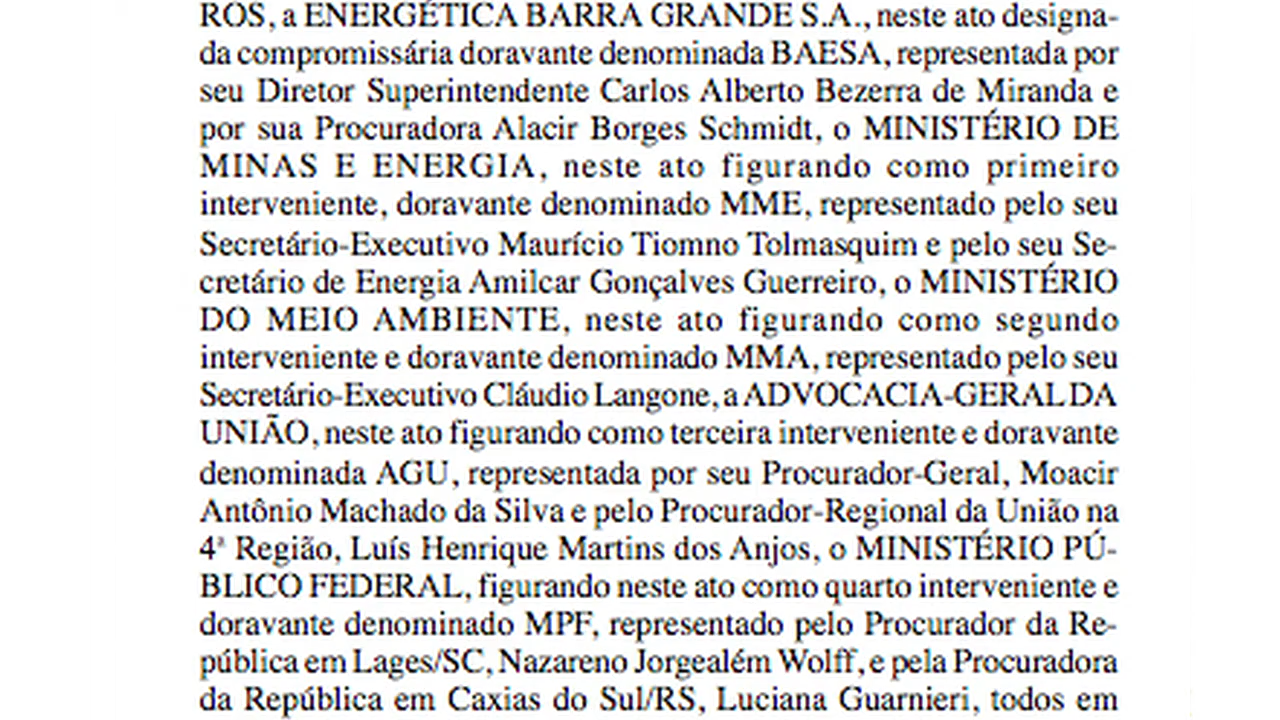 ROS, a ENERGÉTICA BARRA GRANDE S.A., neste ato designa-
da compromissária doravante denominada BAESA, representada por
seu Diretor Superintendente Carlos Alberto Bezerra de Miranda e
por sua Procuradora Alacir Borges Schmidt, o MINISTÉRIO DE
MINAS E ENERGIA, neste ato figurando como primeiro
interveniente, doravante denominado MME, representado pelo seu
Secretário-Executivo Maurício Tiomno Tolmasquim e pelo seu Se-
cretário de Energia Amilcar Gonçalves Guerreiro, o MINISTÉRIO
DO MEIO AMBIENTE, neste ato figurando como segundo
interveniente e doravante denominado MMA, representado pelo seu
Secretário-Executivo Cláudio Langone, a ADVOCACIA-GERAL DA
UNIÃO, neste ato figurando como terceira interveniente e doravante
denominada AGU, representada por seu Procurador-Geral, Moacir
Antônio Machado da Silva e pelo Procurador-Regional da União na
4ª Região, Luís Henrique Martins dos Anjos, o MINISTÉRIO PÚ-
BLICO FEDERAL, figurando neste ato como quarto interveniente e
doravante denominado MPF, representado pelo Procurador da Re-
pública em Lages/SC, Nazareno Jorgealém Wolff, e pela Procuradora
da República em Caxias do Sul/RS, Luciana Guarnieri, todos em